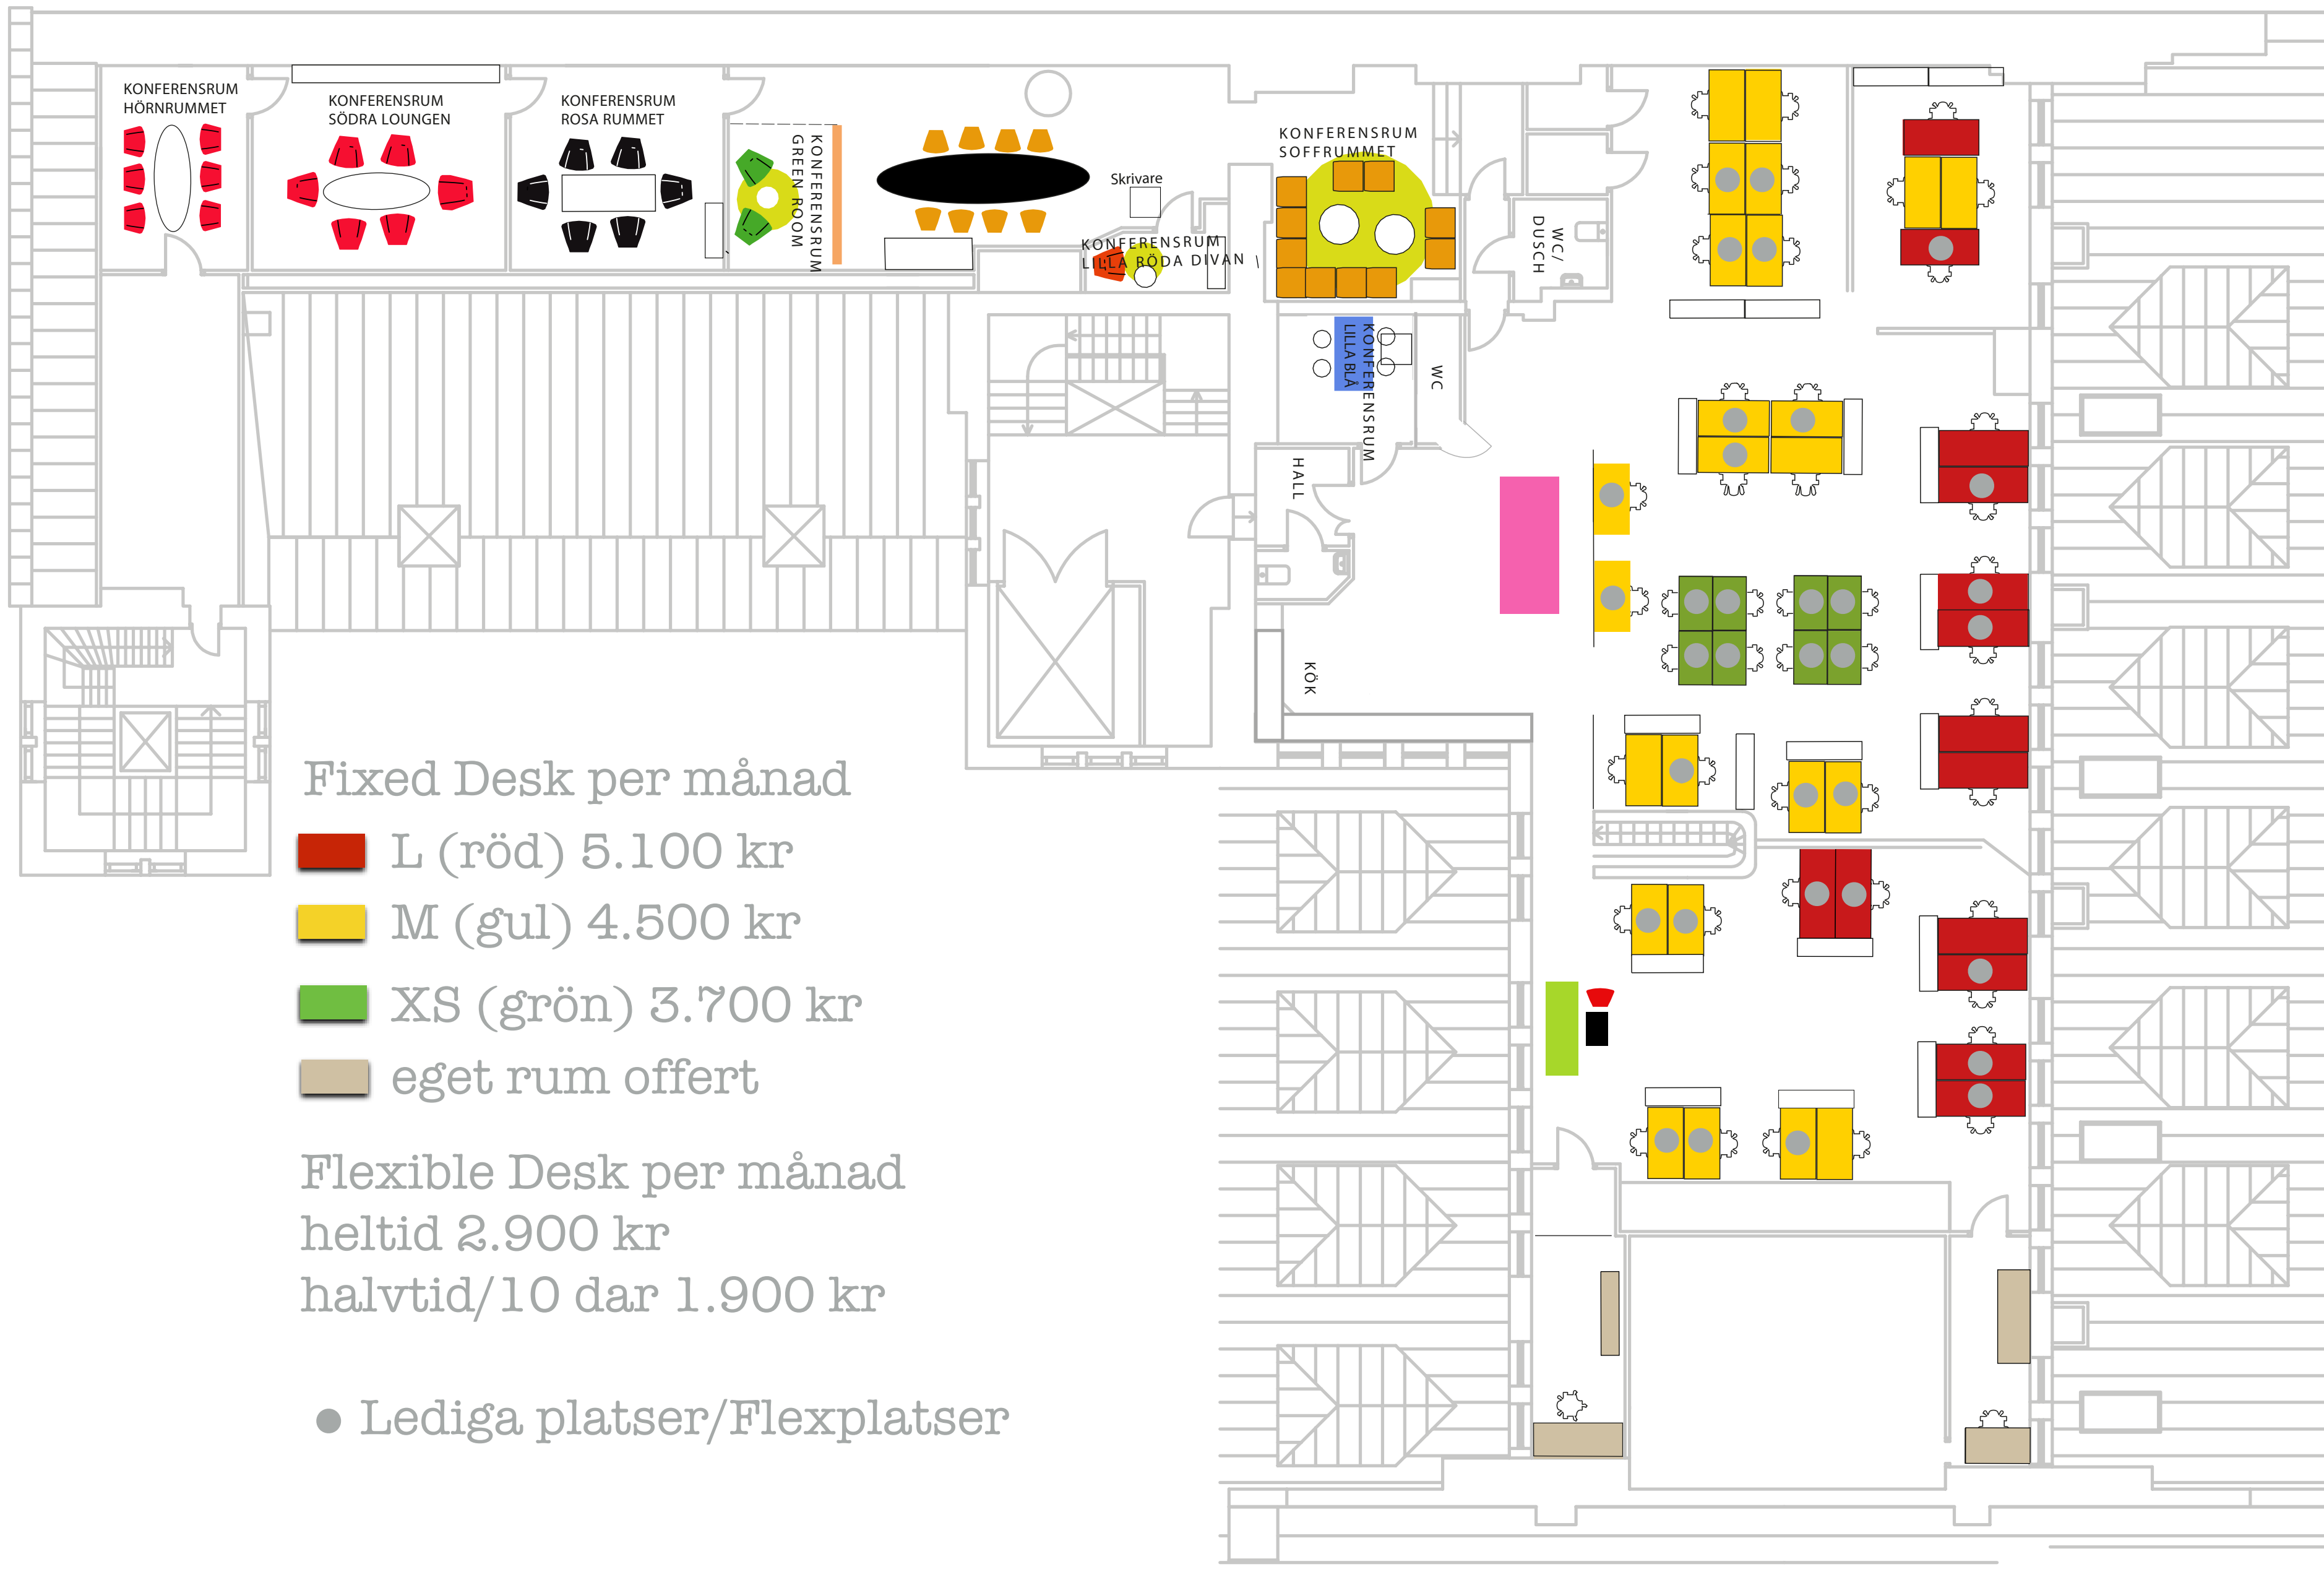 KONFERENSRUM
HÖRNRUMMET
KONFERENSRUM
SÖDRA LOUNGEN
KONFERENSRUM
ROSA RUMMET
KONFERENSRUM
GREEN ROOM
Skrivare
KONFERENSRUM
LILLA RÖDA DIVAN
KONFERENSRUM
SOFFRUMMET
WC/
DUSCH
KONFERENSRUM
LILLA BLÅ
WC
HALL
KÖK
Fixed Desk per månad
L (röd) 5.100 kr
M (gul) 4.500 kr
XS (grön) 3.700 kr
eget rum offert
Flexible Desk per månad
heltid 2.900 kr
halvtid/10 dar 1.900 kr
Lediga platser/Flexplatser